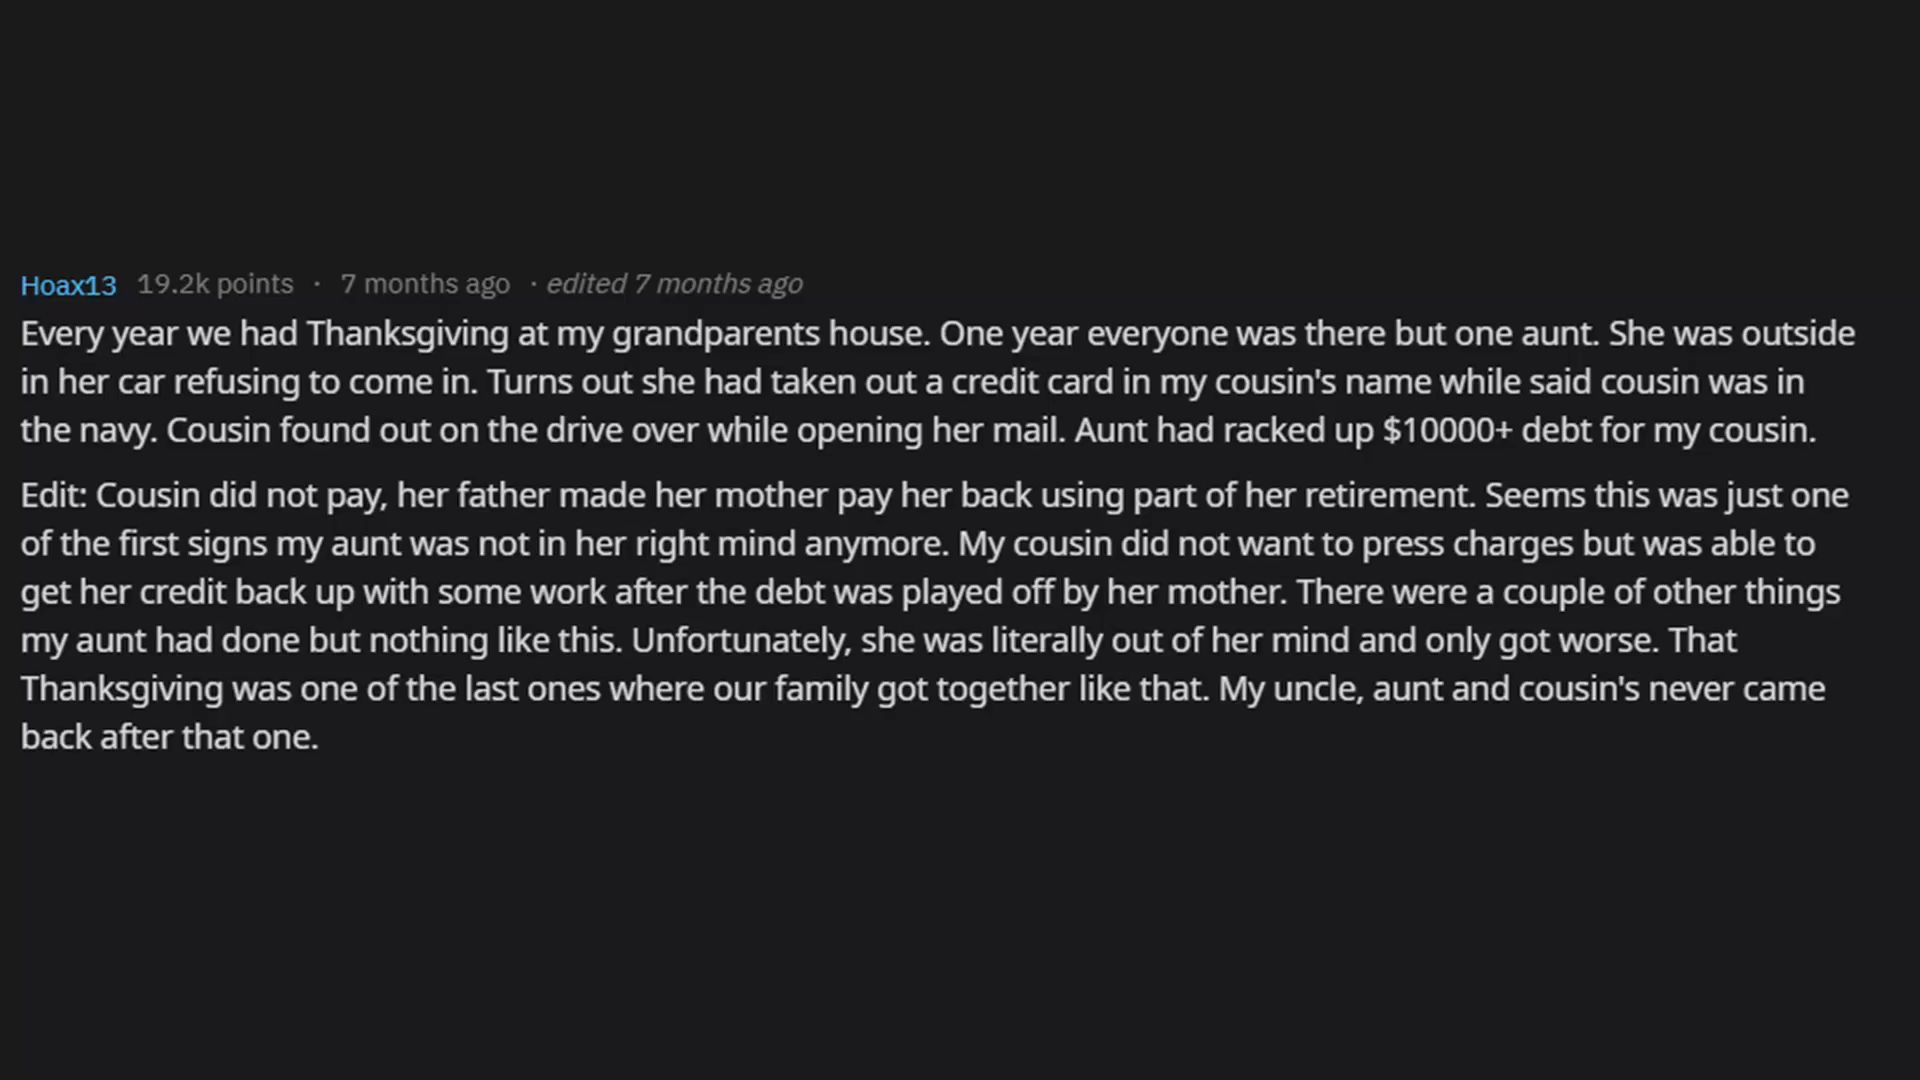 Hoax13 19.2k points · 7 months ago · edited 7 months ago
Every year we had Thanksgiving at my grandparents house. One year everyone was there but one aunt. She was outside
in her car refusing to come in. Turns out she had taken out a credit card in my cousin's name while said cousin was in
the navy. Cousin found out on the drive over while opening her mail. Aunt had racked up $10000+ debt for my cousin.
Edit: Cousin did not pay, her father made her mother pay her back using part of her retirement. Seems this was just one
of the first signs my aunt was not in her right mind anymore. My cousin did not want to press charges but was able to
get her credit back up with some work after the debt was played off by her mother. There were a couple of other things
my aunt had done but nothing like this. Unfortunately, she was literally out of her mind and only got worse. That
Thanksgiving was one of the last ones where our family got together like that. My uncle, aunt and cousin's never came
back after that one.